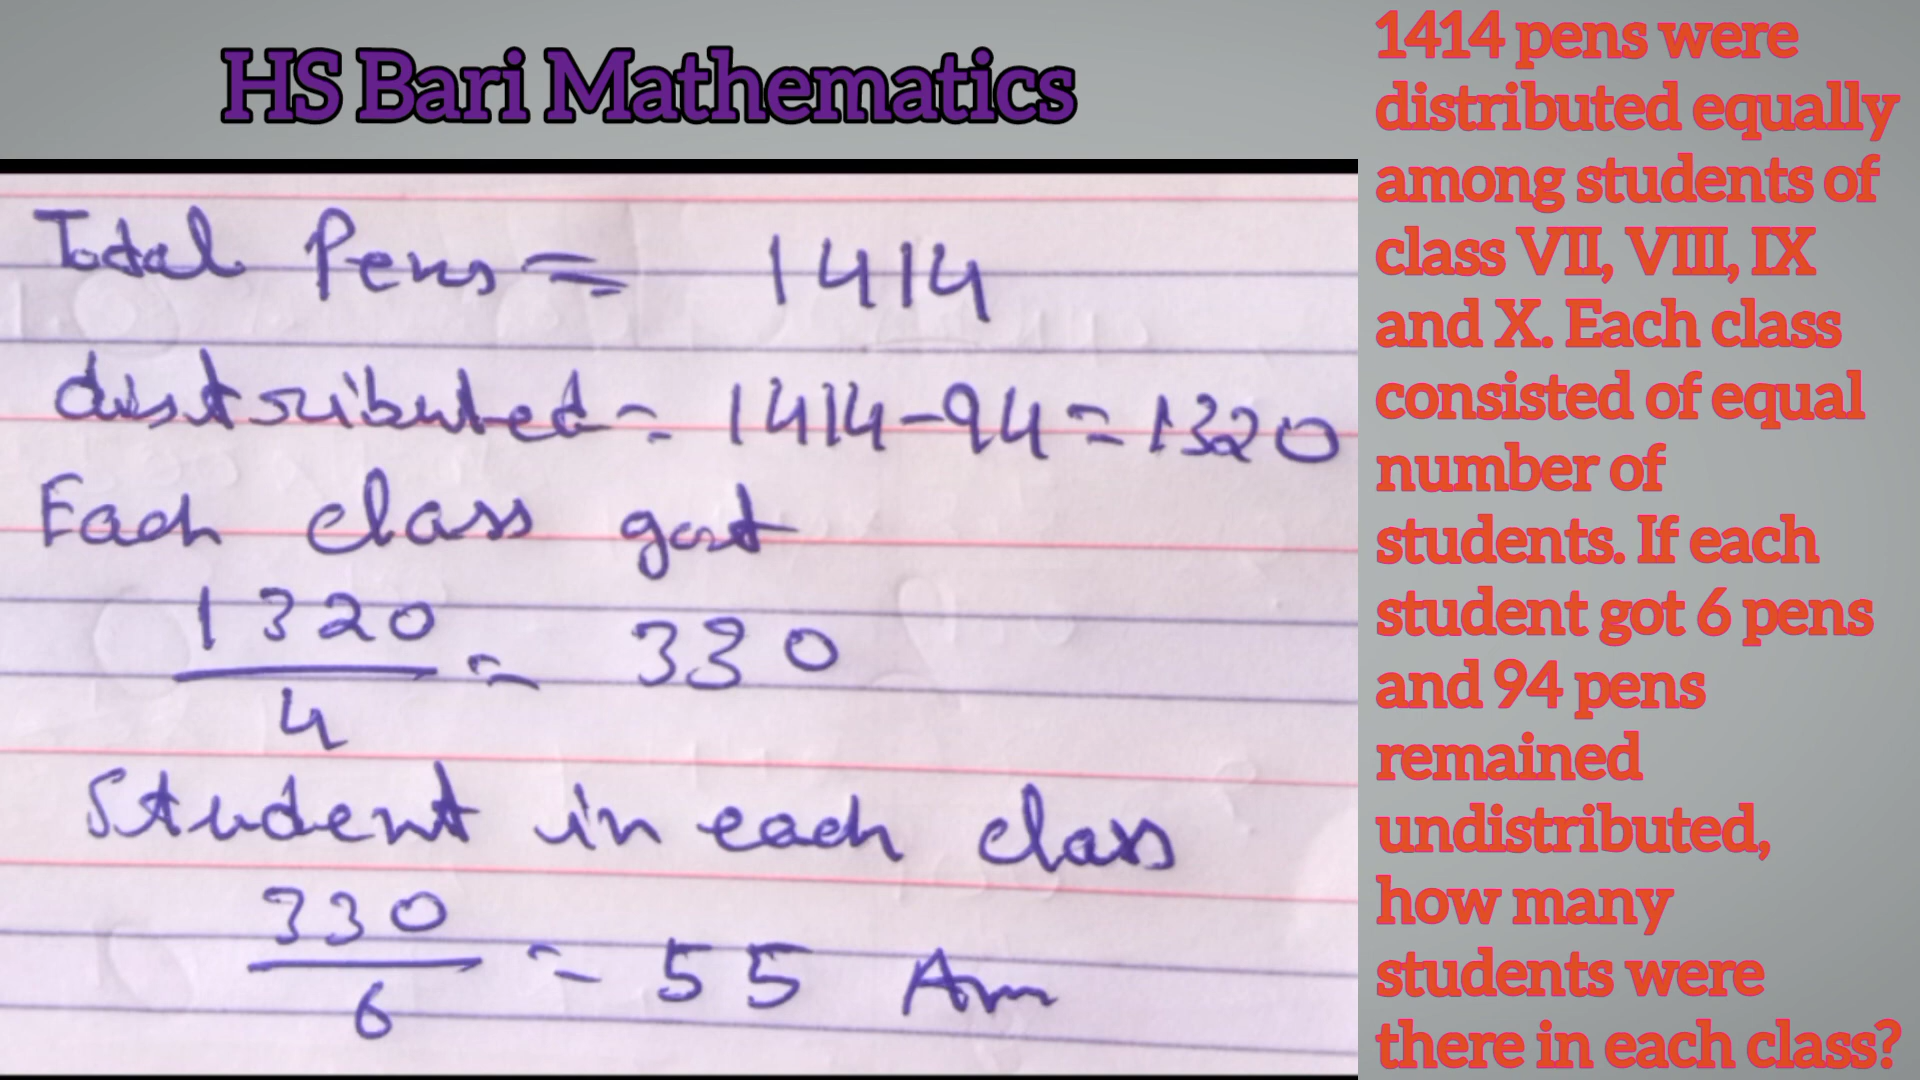 HS Bari Mathematics
Total Pens = 1414
distributed = 1414-94=1320
Each class got
1320
4
= 330
Student in each class
330
6
= 55 Ans
1414 pens were
distributed equally
among students of
class VII, VIII, IX
and X. Each class
consisted of equal
number of
students. If each
student got 6 pens
and 94 pens
remained
undistributed,
how many
students were
there in each class?